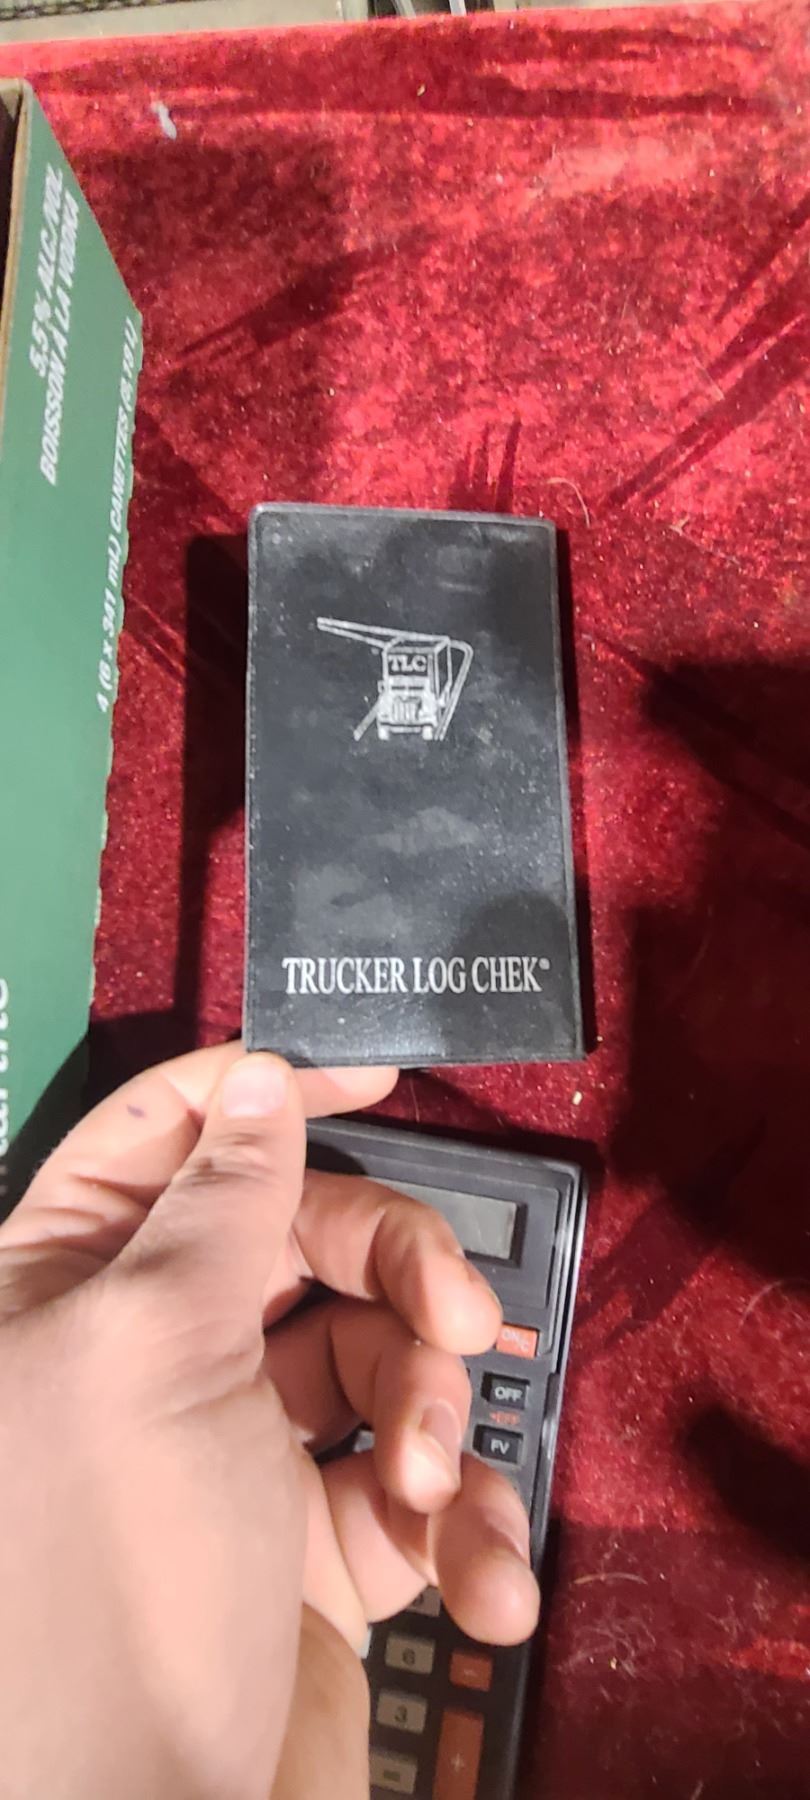 5.5% ALC./VOL.
BOISSON À LA VODKA
4 (6 x 341 mL) CANETTES
TLC
TRUCKER LOG CHEK®
ON/C
OFF
FV
6
−
3
+
=